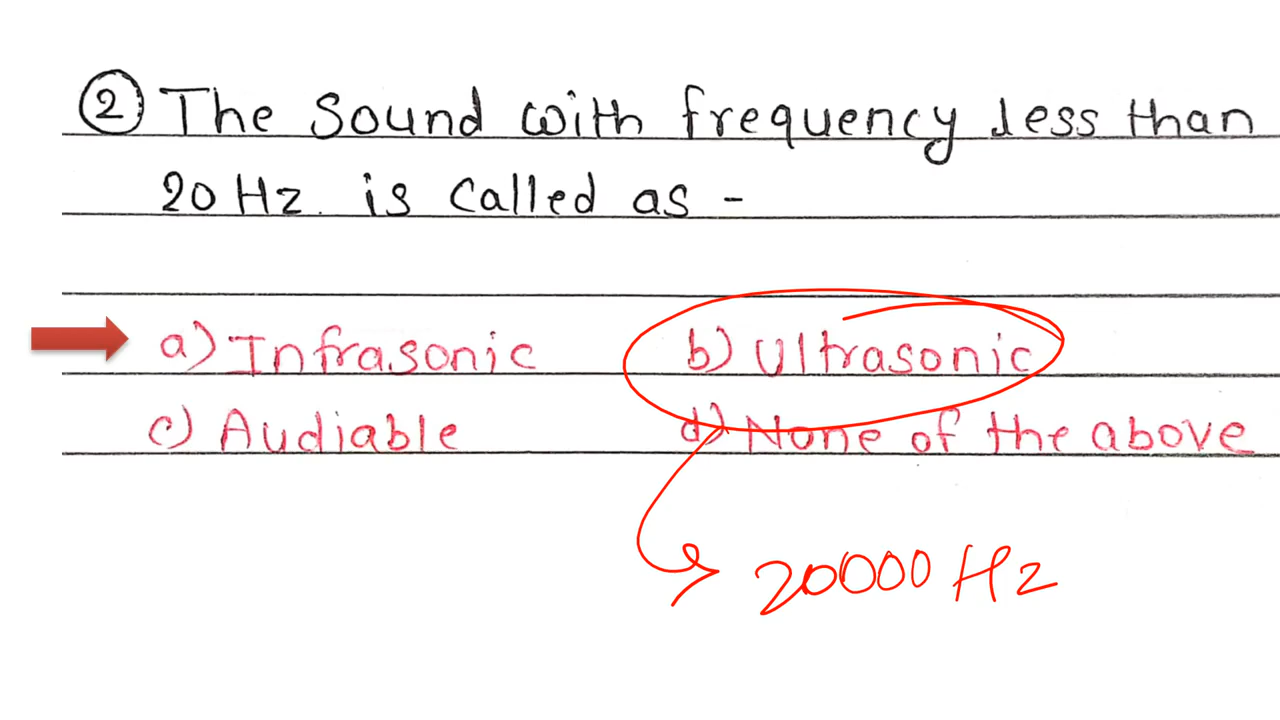 ② The Sound with frequency less than
20 Hz. is called as -
a) Infrasonic b) Ultrasonic
c) Audiable d) None of the above
20000 Hz